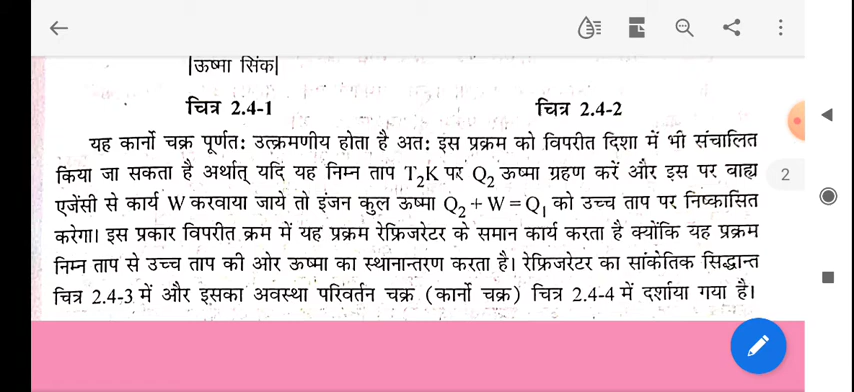 |ऊष्मा सिंक|
चित्र 2.4-1 चित्र 2.4-2
यह कार्नो चक्र पूर्णत: उत्क्रमणीय होता है अत: इस प्रक्रम को विपरीत दिशा में भी संचालित
किया जा सकता है अर्थात् यदि यह निम्न ताप T₂K पर Q₂ ऊष्मा ग्रहण करें और इस पर वाह्य
एजेंसी से कार्य W करवाया जाये तो इंजन कुल ऊष्मा Q₂ + W = Q₁ को उच्च ताप पर निष्कासित
करेगा। इस प्रकार विपरीत क्रम में यह प्रक्रम रेफ्रिजरेटर के समान कार्य करता है क्योंकि यह प्रक्रम
निम्न ताप से उच्च ताप की ओर ऊष्मा का स्थानान्तरण करता है। रेफ्रिजरेटर का सांकेतिक सिद्धान्त
चित्र 2.4-3 में और इसका अवस्था परिवर्तन चक्र (कार्नो चक्र) चित्र 2.4-4 में दर्शाया गया है।
2